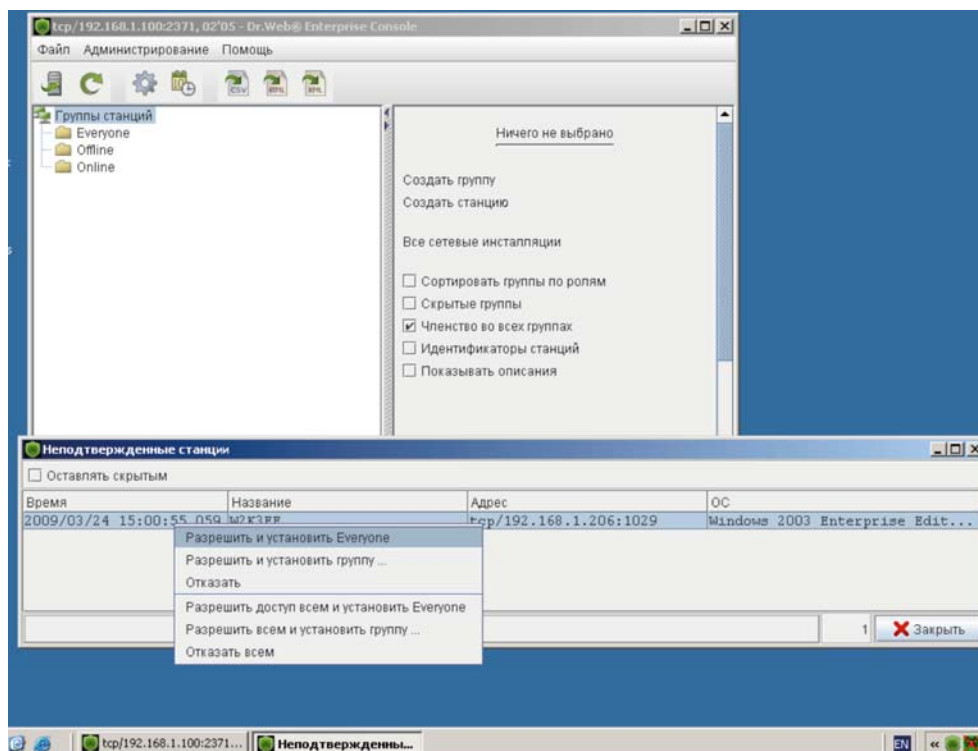 tcp/192.168.1.100:2371, 02'05 - Dr.Web® Enterprise Console
Файл Администрирование Помощь
CSV HTML XML
Группы станций
Everyone
Offline
Online
Ничего не выбрано
Создать группу
Создать станцию
Все сетевые инсталляции
Сортировать группы по ролям
Скрытые группы
Членство во всех группах
Идентификаторы станций
Показывать описания
Неподтвержденные станции
Оставлять скрытым
Время Название Адрес ОС
2009/03/24 15:00:55 059 W2K3EE tcp/192.168.1.206:1029 Windows 2003 Enterprise Edit...
Разрешить и установить Everyone
Разрешить и установить группу ...
Отказать
Разрешить доступ всем и установить Everyone
Разрешить всем и установить группу ...
Отказать всем
1 Закрыть
tcp/192.168.1.100:2371... Неподтвержденны... EN «